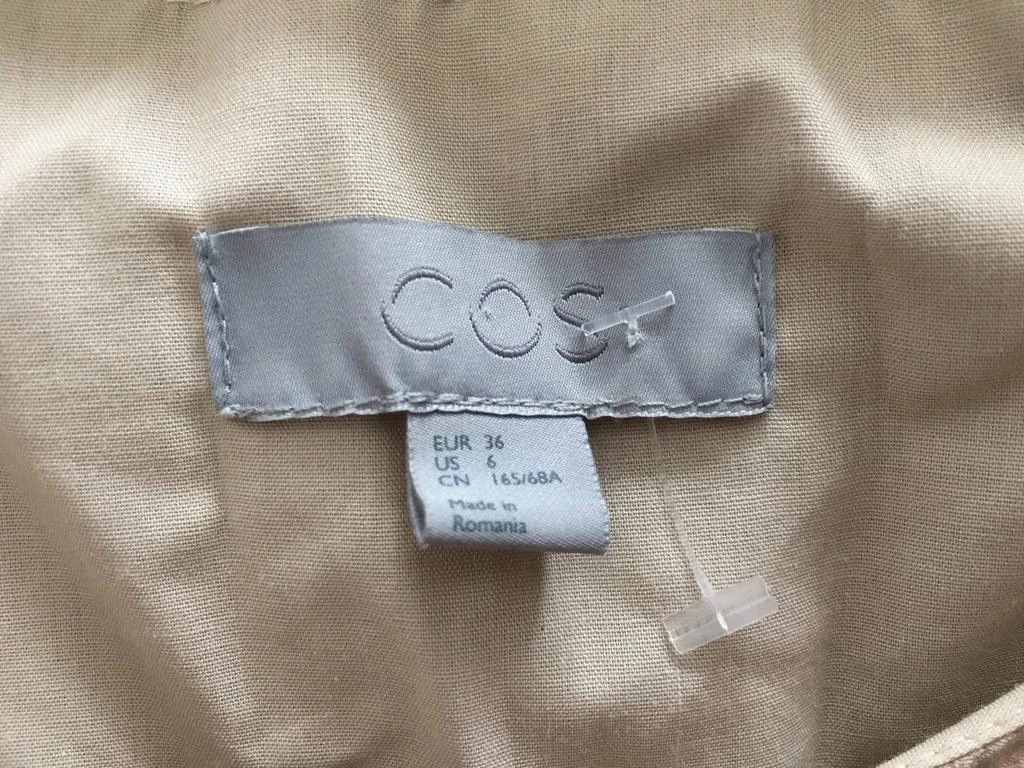 COS
EUR 36
US 6
CN 165/68A
Made in
Romania